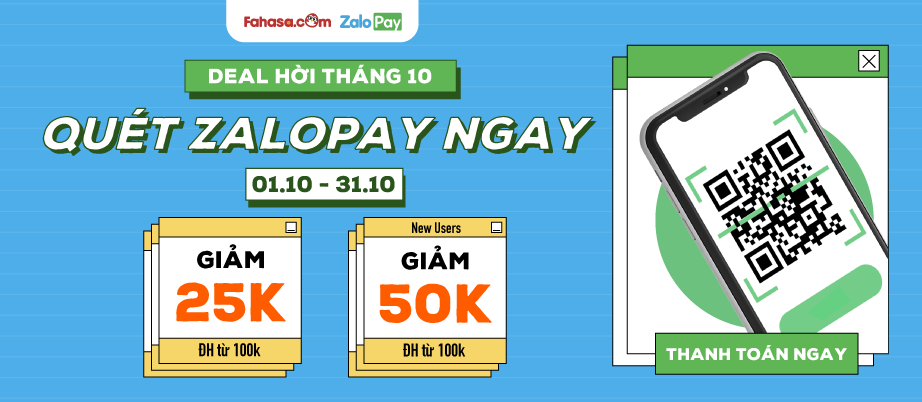 Fahasa.com ZaloPay
DEAL HỜI THÁNG 10
QUÉT ZALOPAY NGAY
01.10 - 31.10
GIẢM
25K
ĐH từ 100k
New Users
GIẢM
50K
ĐH từ 100k
THANH TOÁN NGAY